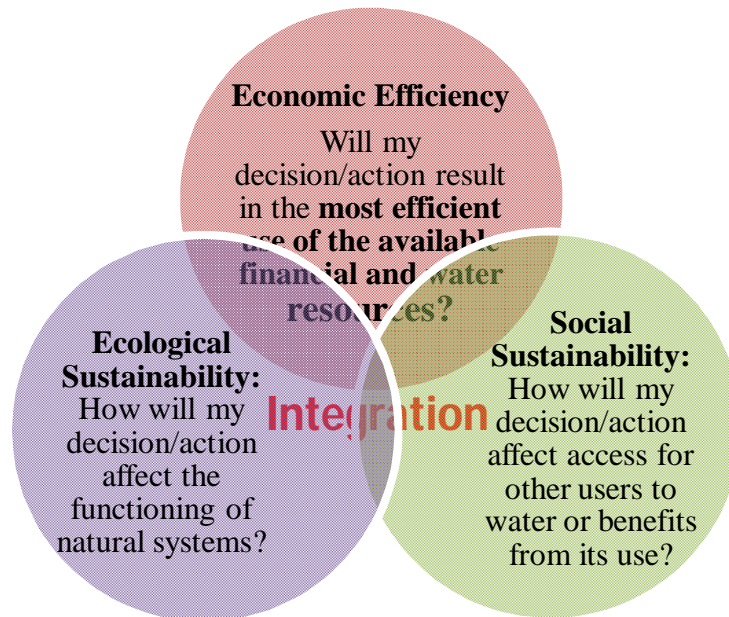 Economic Efficiency
Will my
decision/action result
in the most efficient
use of the available
financial and water
resources?
Ecological
Sustainability:
How will my
decision/action
affect the
functioning of
natural systems?
Integration
Social
Sustainability:
How will my
decision/action
affect access for
other users to
water or benefits
from its use?